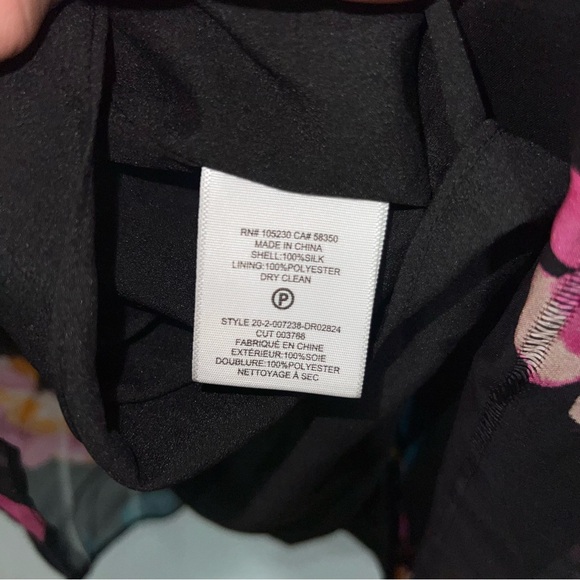 RN# 105230 CA# 58350
MADE IN CHINA
SHELL:100%SILK
LINING:100%POLYESTER
DRY CLEAN
P
STYLE 20-2-007238-DR02824
CUT 003766
FABRIQUÉ EN CHINE
EXTÉRIEUR:100%SOIE
DOUBLURE:100%POLYESTER
NETTOYAGE À SEC